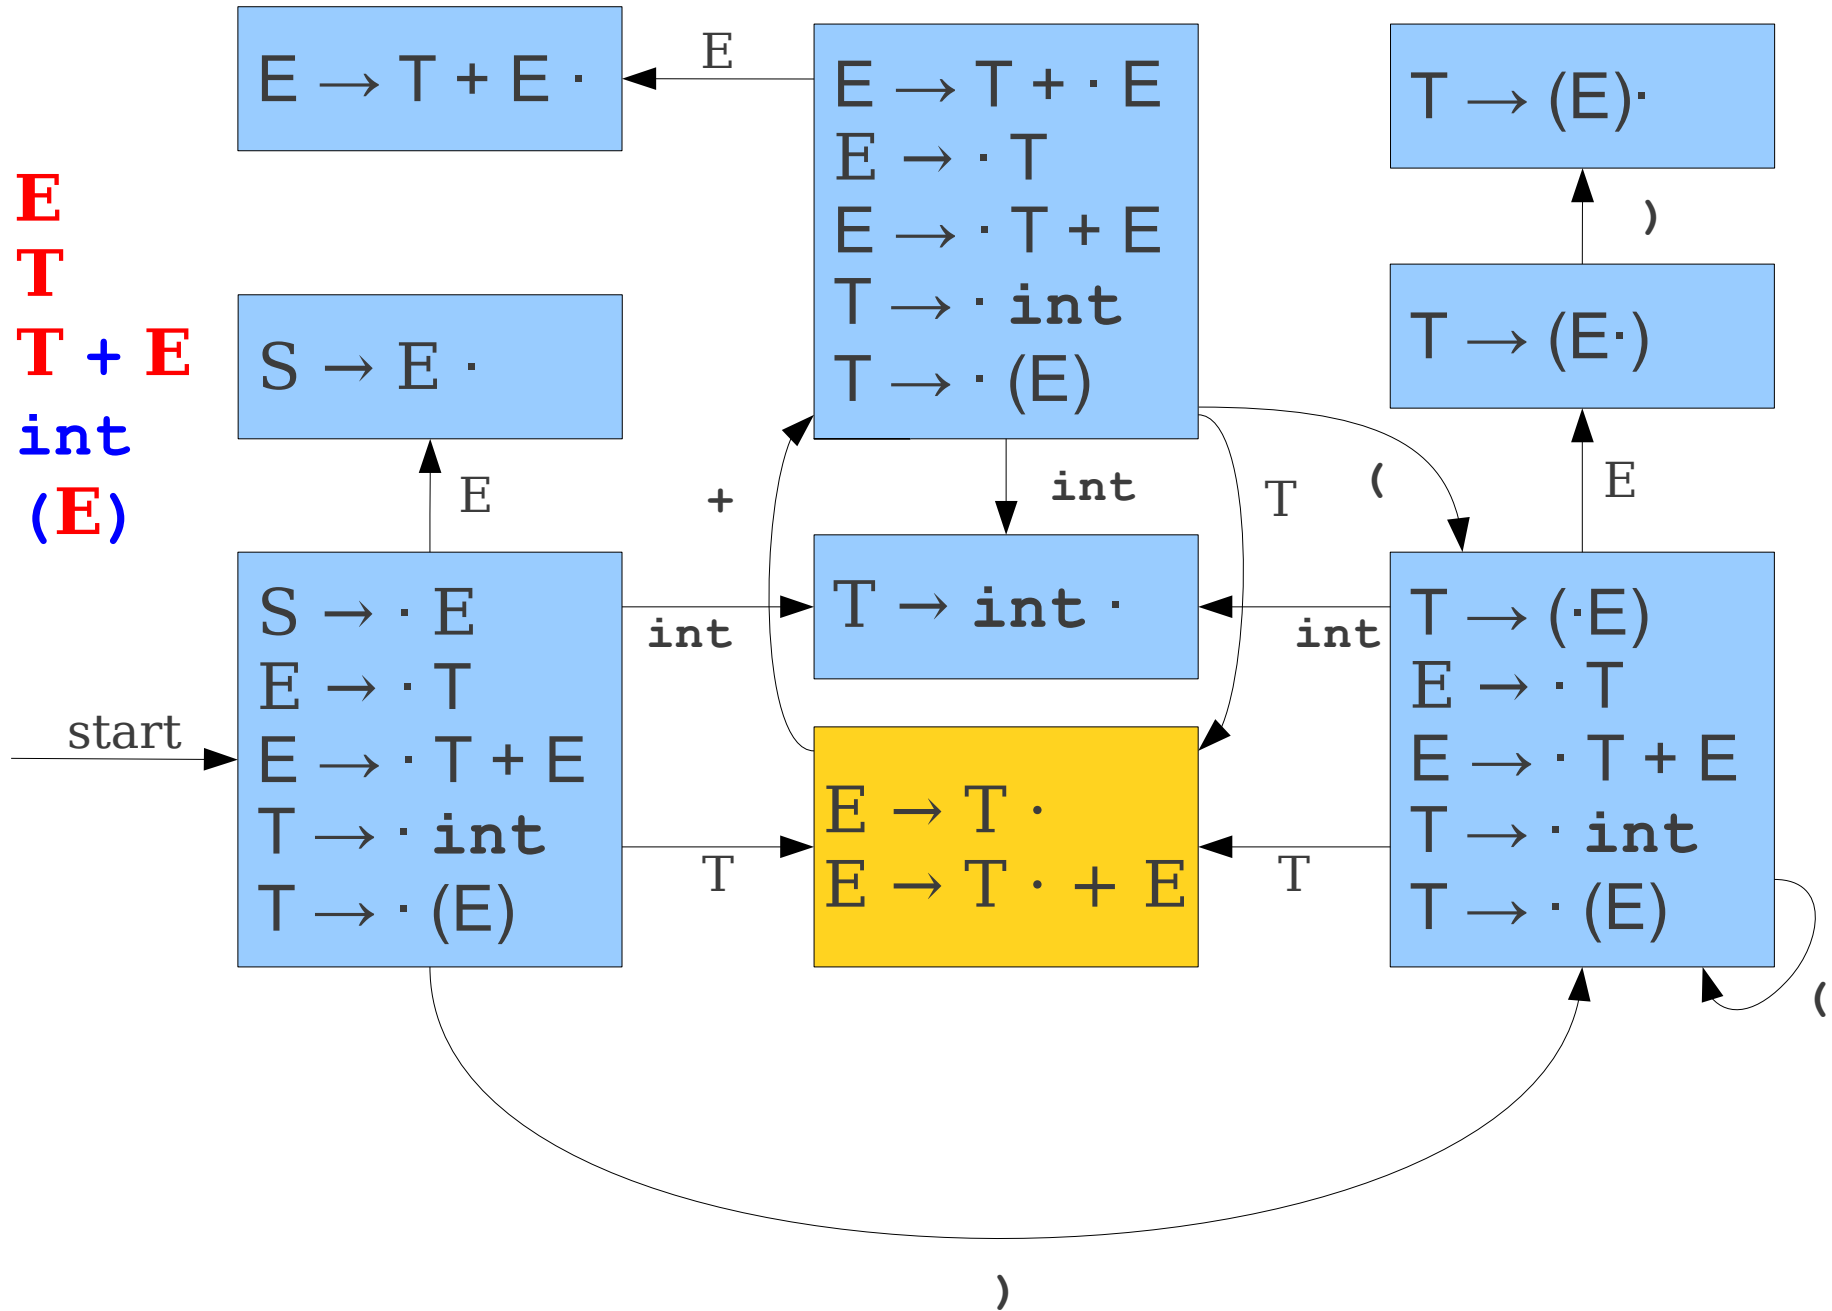 E
T
T + E
int
(E)
E → T + E ·
E
E → T + · E
E → · T
E → · T + E
T → · int
T → · (E)
T → (E)·
)
T → (E·)
S → E ·
E
+
int
T
(
E
start
S → · E
E → · T
E → · T + E
T → · int
T → · (E)
int
T → int ·
int
T → (·E)
E → · T
E → · T + E
T → · int
T → · (E)
T
E → T ·
E → T · + E
T
(
)